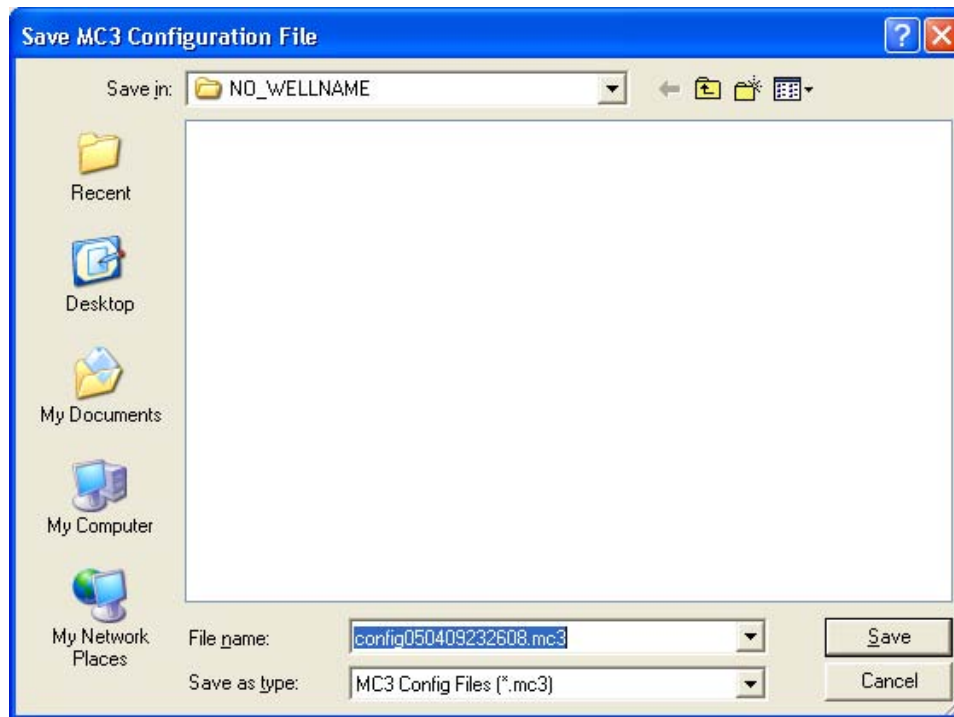 Save MC3 Configuration File
Save in: NO_WELLNAME
Recent
Desktop
My Documents
My Computer
My Network
Places
File name: config050409232608.mc3 Save
Save as type: MC3 Config Files (*.mc3) Cancel